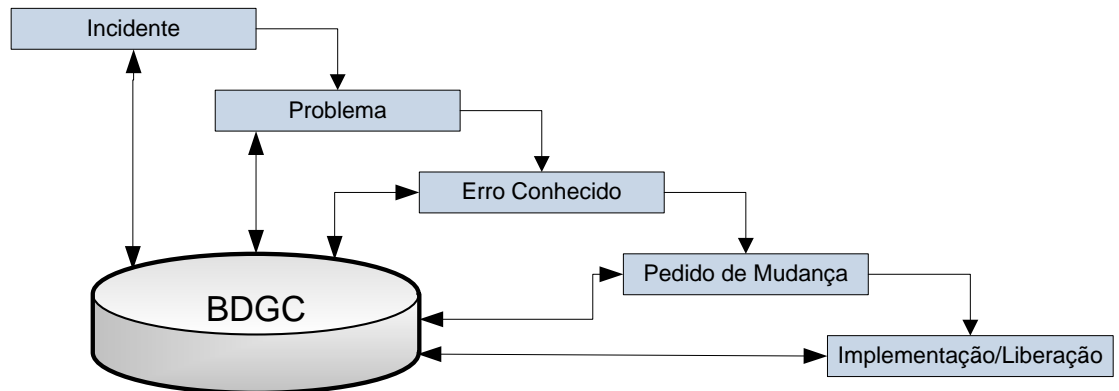 Incidente
Problema
Erro Conhecido
Pedido de Mudança
BDGC
Implementação/Liberação